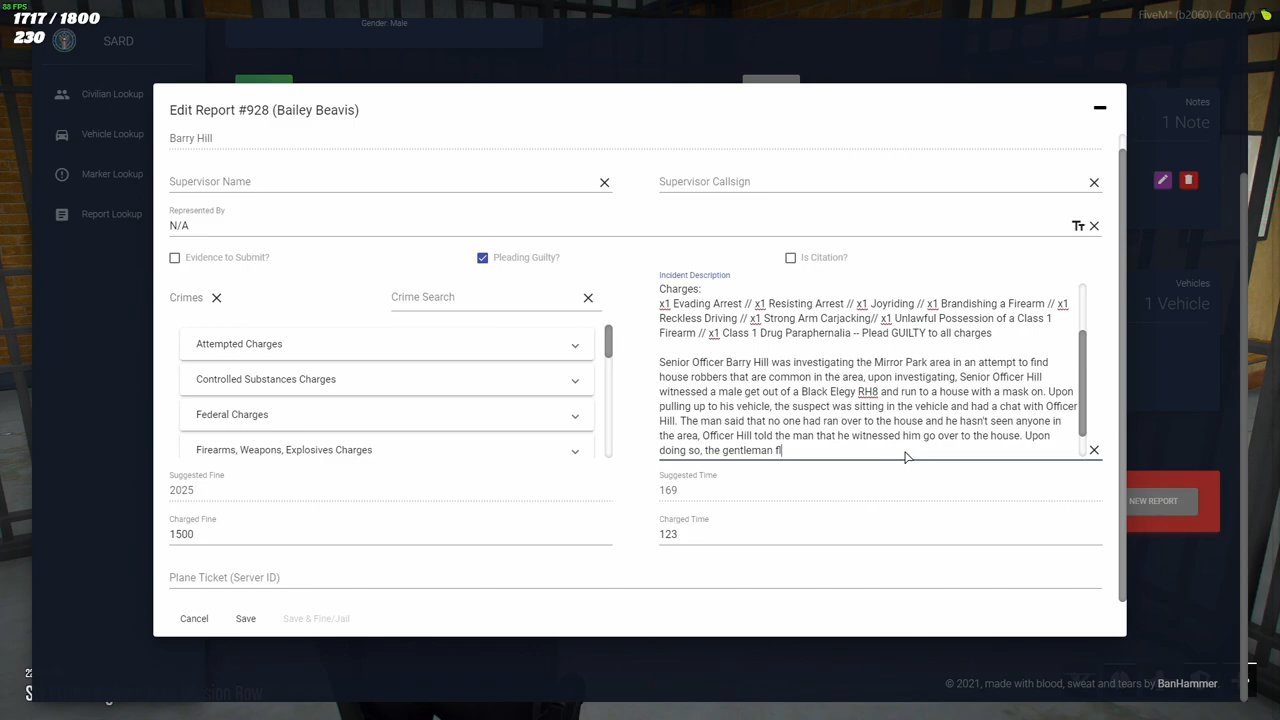 88 FPS
1717 / 1800
230
FiveM* (b2060) (Canary)
SARD
Gender: Male
Civilian Lookup
Vehicle Lookup
Marker Lookup
Report Lookup
Notes
1 Note
Vehicles
1 Vehicle
NEW REPORT
Edit Report #928 (Bailey Beavis)
Barry Hill
Supervisor Name
Supervisor Callsign
Represented By
N/A
Evidence to Submit?
Pleading Guilty?
Is Citation?
Crimes
Crime Search
Attempted Charges
Controlled Substances Charges
Federal Charges
Firearms, Weapons, Explosives Charges
Incident Description
Charges:
x1 Evading Arrest // x1 Resisting Arrest // x1 Joyriding // x1 Brandishing a Firearm // x1
Reckless Driving // x1 Strong Arm Carjacking// x1 Unlawful Possession of a Class 1
Firearm // x1 Class 1 Drug Paraphernalia -- Plead GUILTY to all charges
Senior Officer Barry Hill was investigating the Mirror Park area in an attempt to find
house robbers that are common in the area, upon investigating, Senior Officer Hill
witnessed a male get out of a Black Elegy RH8 and run to a house with a mask on. Upon
pulling up to his vehicle, the suspect was sitting in the vehicle and had a chat with Officer
Hill. The man said that no one had ran over to the house and he hasn't seen anyone in
the area, Officer Hill told the man that he witnessed him go over to the house. Upon
doing so, the gentleman fl
Suggested Fine
2025
Suggested Time
169
Charged Fine
1500
Charged Time
123
Plane Ticket (Server ID)
Cancel
Save
Save & Fine/Jail
© 2021, made with blood, sweat and tears by BanHammer.